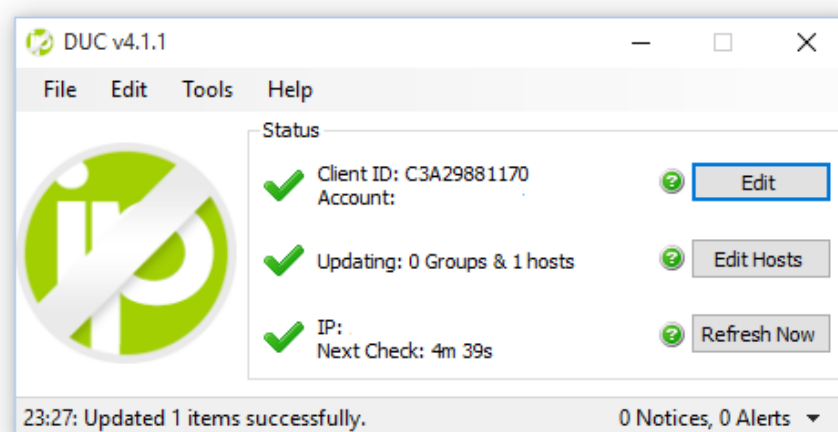 DUC v4.1.1
File Edit Tools Help
Status
Client ID: C3A29881170
Account:
Edit
Updating: 0 Groups & 1 hosts
Edit Hosts
IP:
Next Check: 4m 39s
Refresh Now
ip
23:27: Updated 1 items successfully.
0 Notices, 0 Alerts